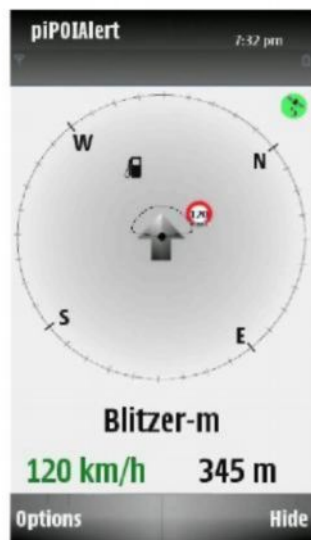 piPOIAlert
7:32 pm
W
N
120
S
E
Blitzer-m
120 km/h 345 m
Options Hide